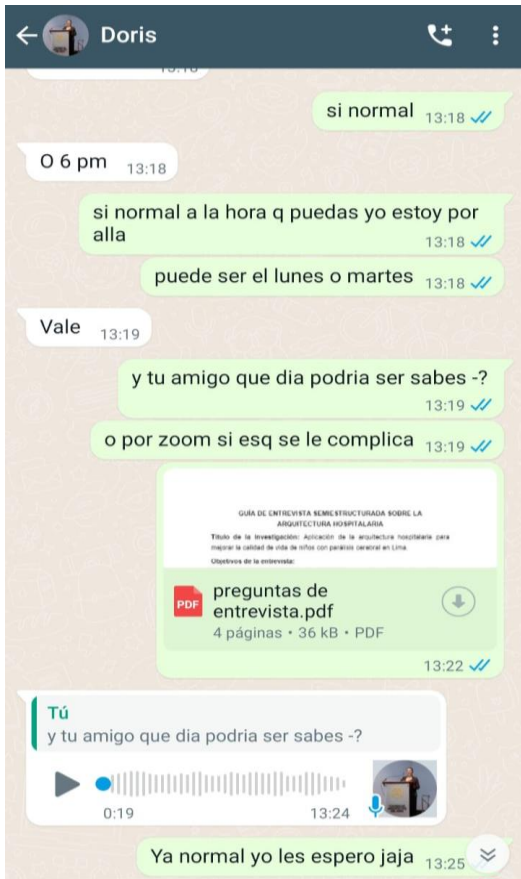 Doris
si normal 13:18
O 6 pm 13:18
si normal a la hora q puedas yo estoy por
alla
13:18
puede ser el lunes o martes 13:18
Vale 13:19
y tu amigo que dia podria ser sabes -?
13:19
o por zoom si esq se le complica 13:19
GUÍA DE ENTREVISTA SEMIESTRUCTURADA SOBRE LA
ARQUITECTURA HOSPITALARIA
Título de la investigación: Aplicación de la arquitectura hospitalaria para
mejorar la calidad de vida de niños con parálisis cerebral en Lima.
Objetivos de la entrevista:
PDF
preguntas de
entrevista.pdf
4 páginas • 36 kB • PDF
13:22
Tú
y tu amigo que dia podria ser sabes -?
0:19 13:24
Ya normal yo les espero jaja 13:25